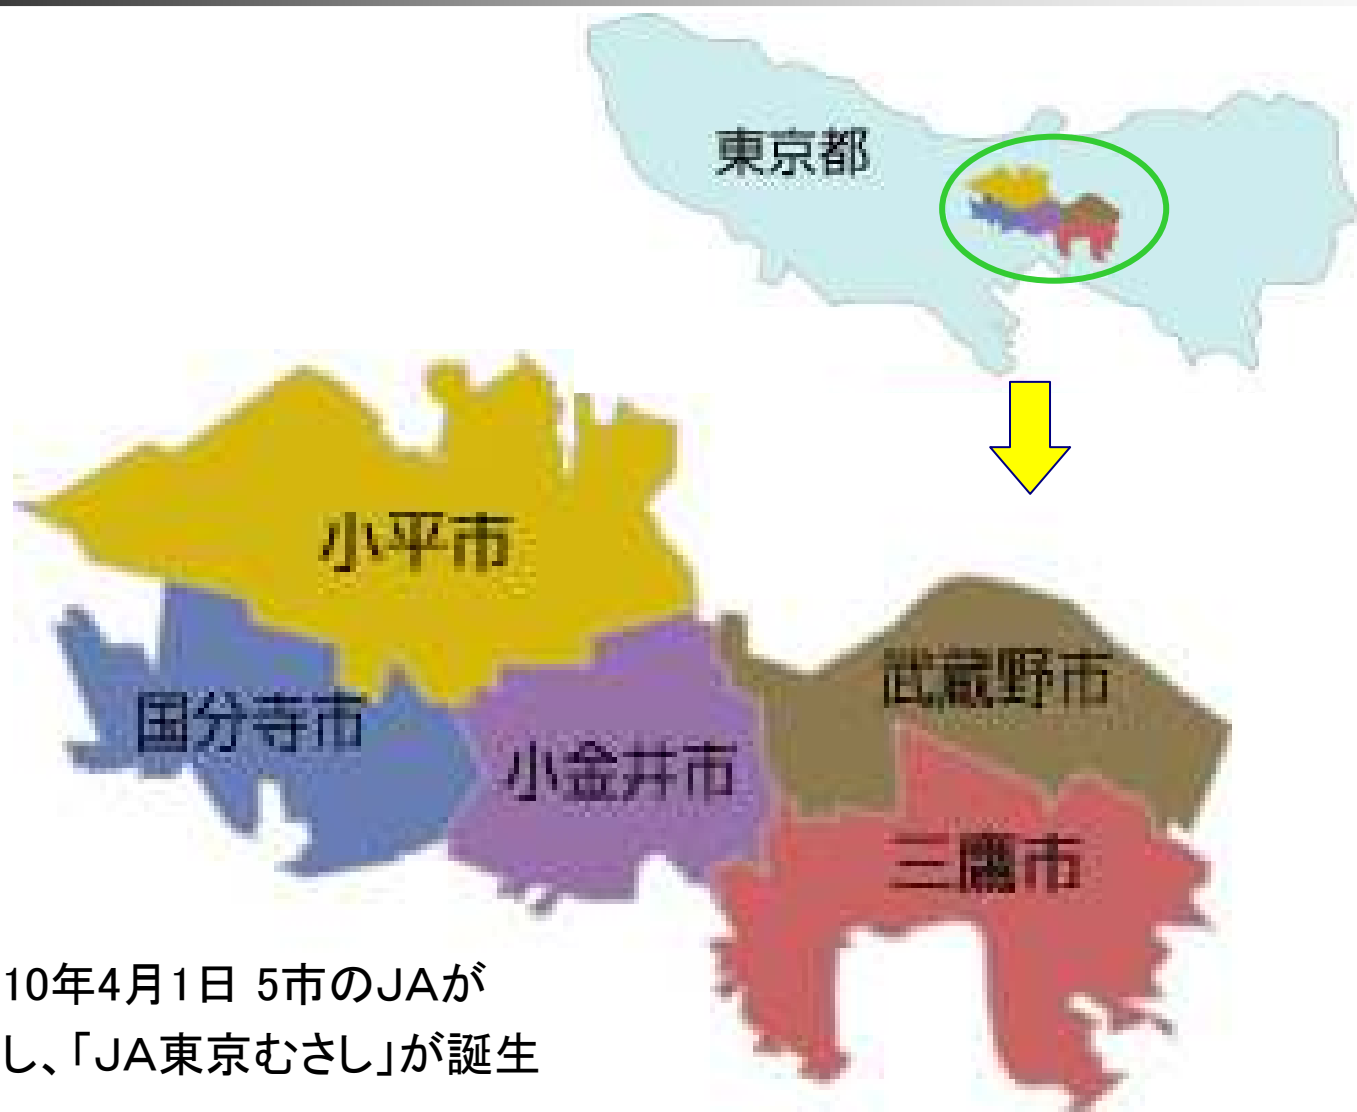 東京都
小平市
武蔵野市
国分寺市
小金井市
三鷹市
10年4月1日 5市のJAが
し、「JA東京むさし」が誕生